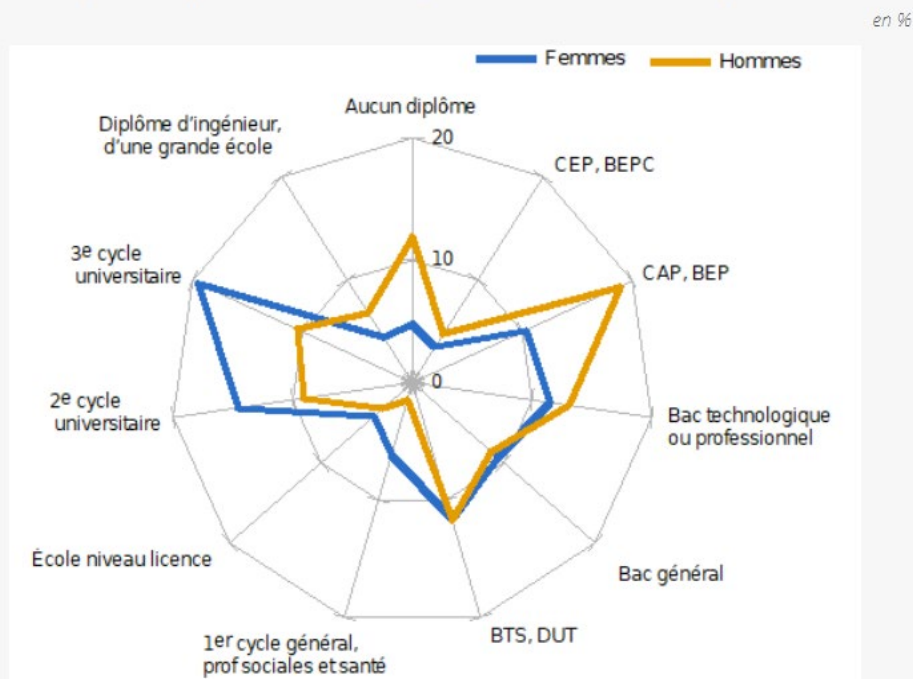 en %
Femmes
Hommes
Aucun diplôme
20
Diplôme d'ingénieur,
d'une grande école
CEP, BEPC
3e cycle
universitaire
10
CAP, BEP
0
2e cycle
universitaire
Bac technologique
ou professionnel
École niveau licence
Bac général
1er cycle général,
prof sociales et santé
BTS, DUT